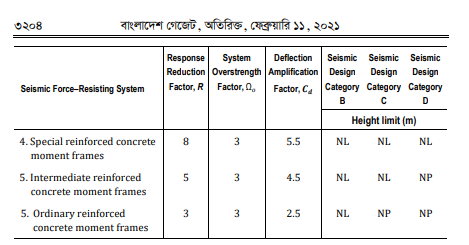 ৩২০৪ বাংলাদেশ গেজেট, অতিরিক্ত, ফেব্রুয়ারি ১১, ২০২১
Seismic Force–Resisting System
Response Reduction Factor, R
System Overstrength Factor, Ωo
Deflection Amplification Factor, Cd
Seismic Design Category B
Seismic Design Category C
Seismic Design Category D
Height limit (m)
4. Special reinforced concrete moment frames 8 3 5.5 NL NL NL
5. Intermediate reinforced concrete moment frames 5 3 4.5 NL NL NP
5. Ordinary reinforced concrete moment frames 3 3 2.5 NL NP NP